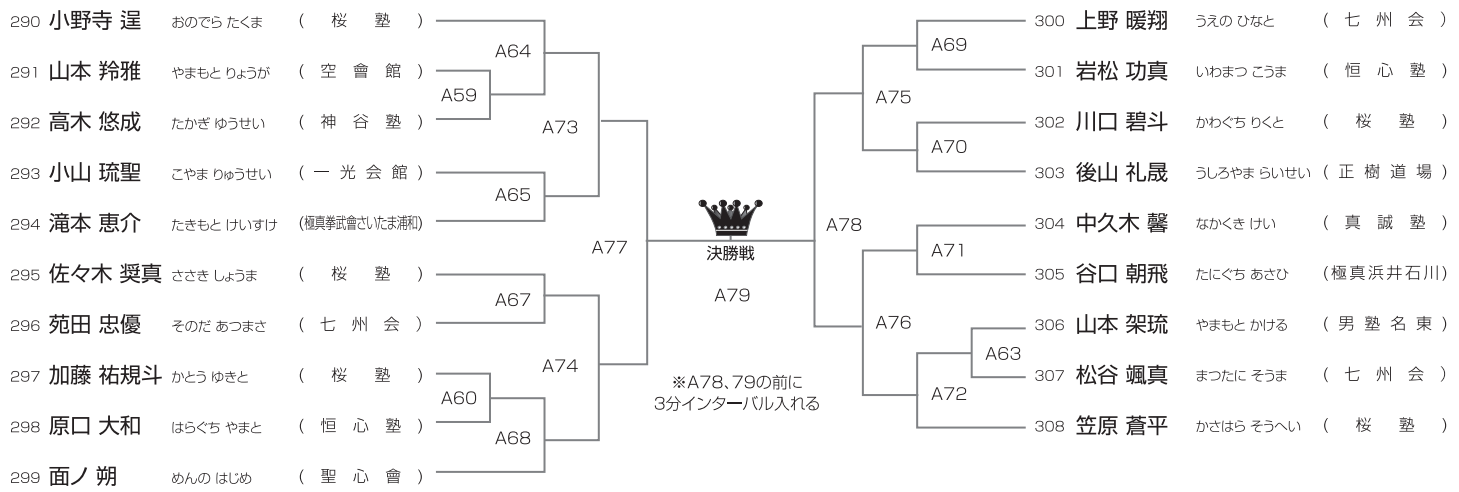 290 小野寺 逞 おのでら たくま ( 桜 塾 )
291 山本 羚雅 やまもと りょうが ( 空 會 館 )
292 高木 悠成 たかぎ ゆうせい ( 神 谷 塾 )
293 小山 琉聖 こやま りゅうせい ( 一 光 会 館 )
294 滝本 恵介 たきもと けいすけ (極真拳武會さいたま浦和)
295 佐々木 奨真 ささき しょうま ( 桜 塾 )
296 苑田 忠優 そのだ あつまさ ( 七 州 会 )
297 加藤 祐規斗 かとう ゆきと ( 桜 塾 )
298 原口 大和 はらぐち やまと ( 恒 心 塾 )
299 面ノ 朔 めんの はじめ ( 聖 心 會 )
A64
A59
A73
A65
A77
A67
A74
A60
A68
決勝戦
A79
※A78、79の前に
3分インターバル入れる
A69
A75
A70
A78
A71
A76
A63
A72
300 上野 暖翔 うえの ひなと ( 七 州 会 )
301 岩松 功真 いわまつ こうま ( 恒 心 塾 )
302 川口 碧斗 かわぐち りくと ( 桜 塾 )
303 後山 礼晟 うしろやま らいせい ( 正 樹 道 場 )
304 中久木 馨 なかくき けい ( 真 誠 塾 )
305 谷口 朝飛 たにぐち あさひ (極真浜井石川)
306 山本 架琉 やまもと かける ( 男 塾 名 東 )
307 松谷 颯真 まつたに そうま ( 七 州 会 )
308 笠原 蒼平 かさはら そうへい ( 桜 塾 )